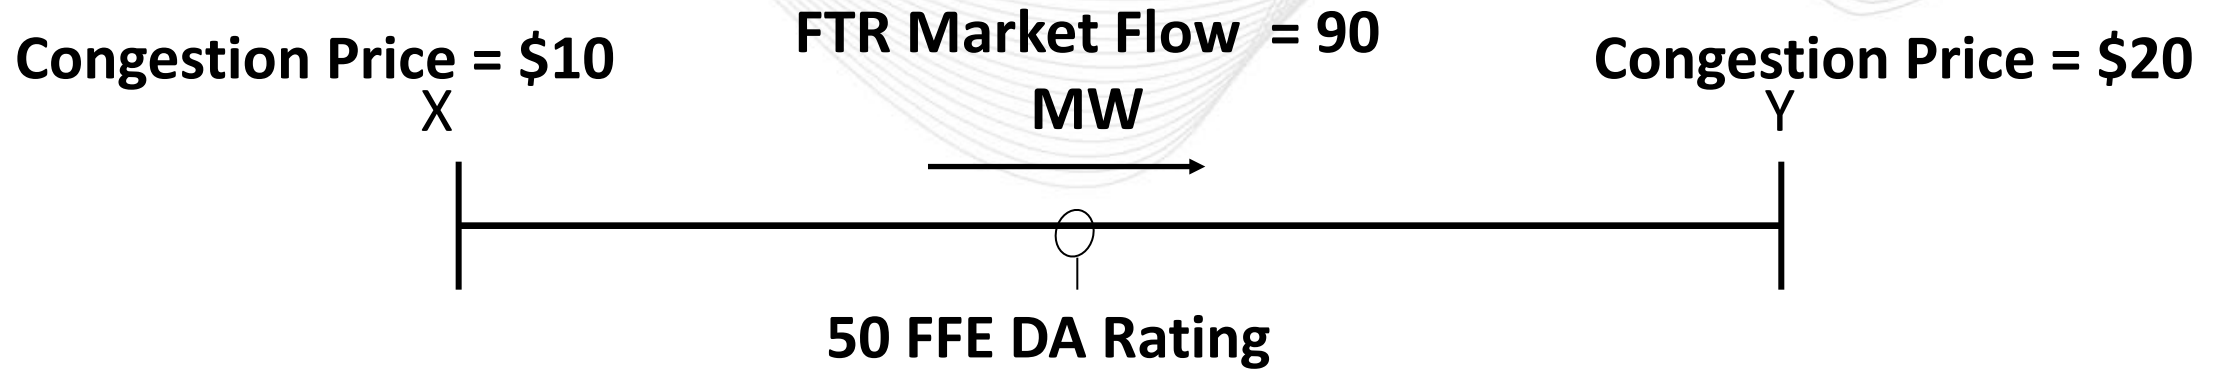 Congestion Price = $10
X
FTR Market Flow = 90
MW
Congestion Price = $20
Y
50 FFE DA Rating